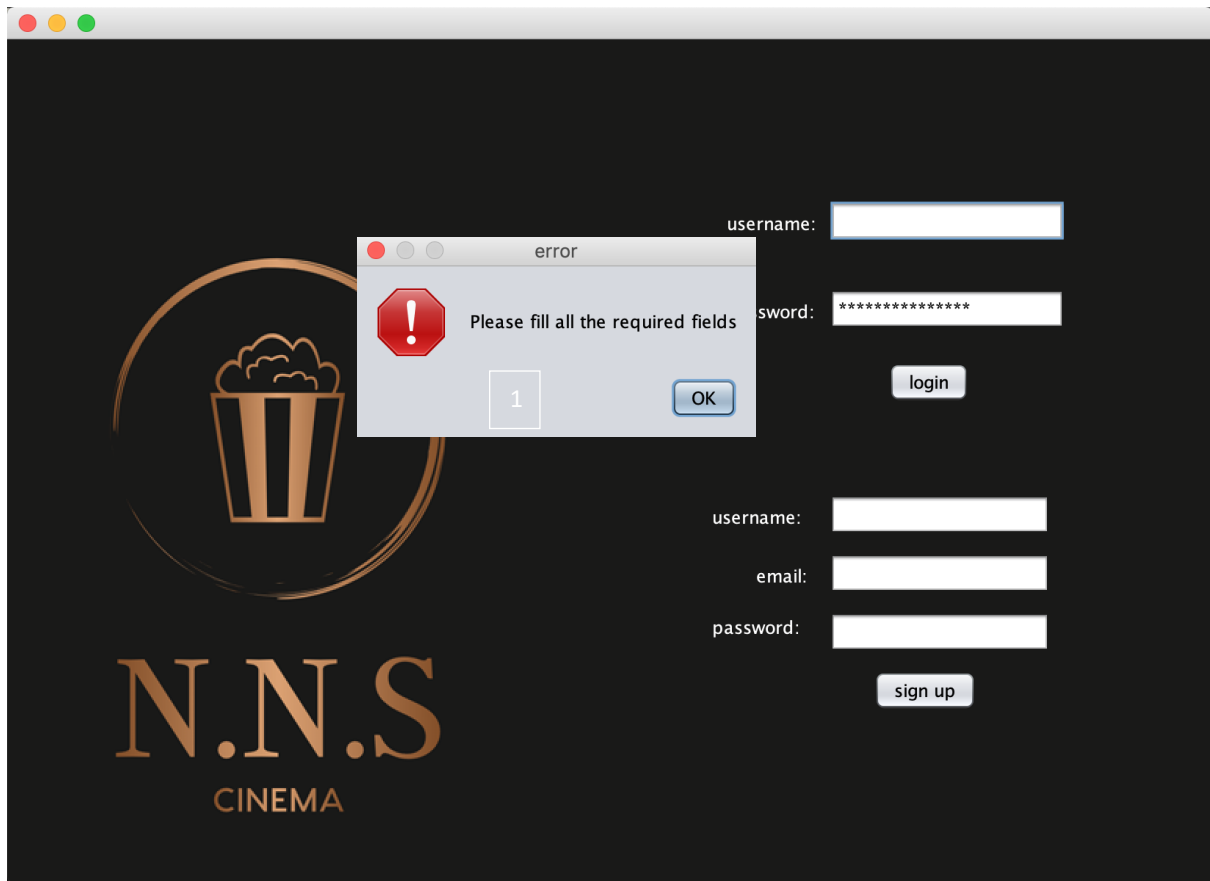 username:
error
Please fill all the required fields
sword:
***************
login
1
OK
username:
email:
password:
sign up
N.N.S
CINEMA